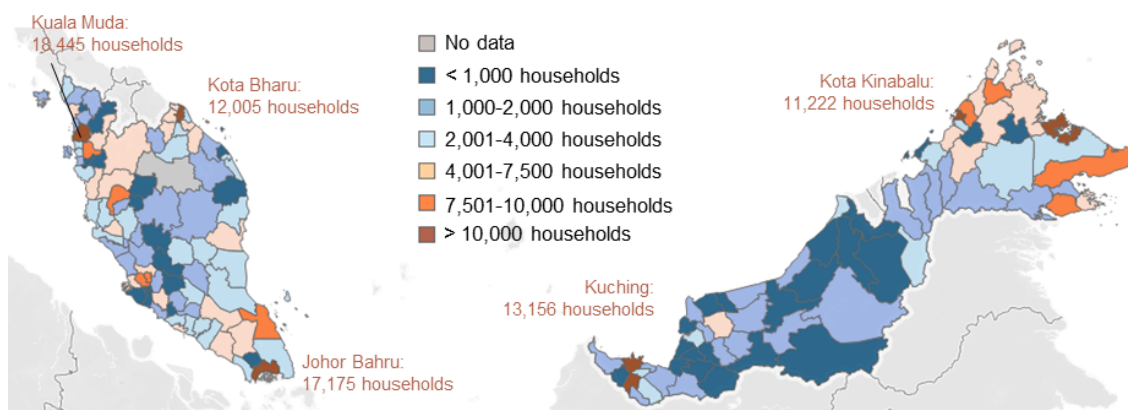 Kuala Muda:
18,445 households
Kota Bharu:
12,005 households
No data
< 1,000 households
1,000-2,000 households
2,001-4,000 households
4,001-7,500 households
7,501-10,000 households
> 10,000 households
Kota Kinabalu:
11,222 households
Kuching:
13,156 households
Johor Bahru:
17,175 households